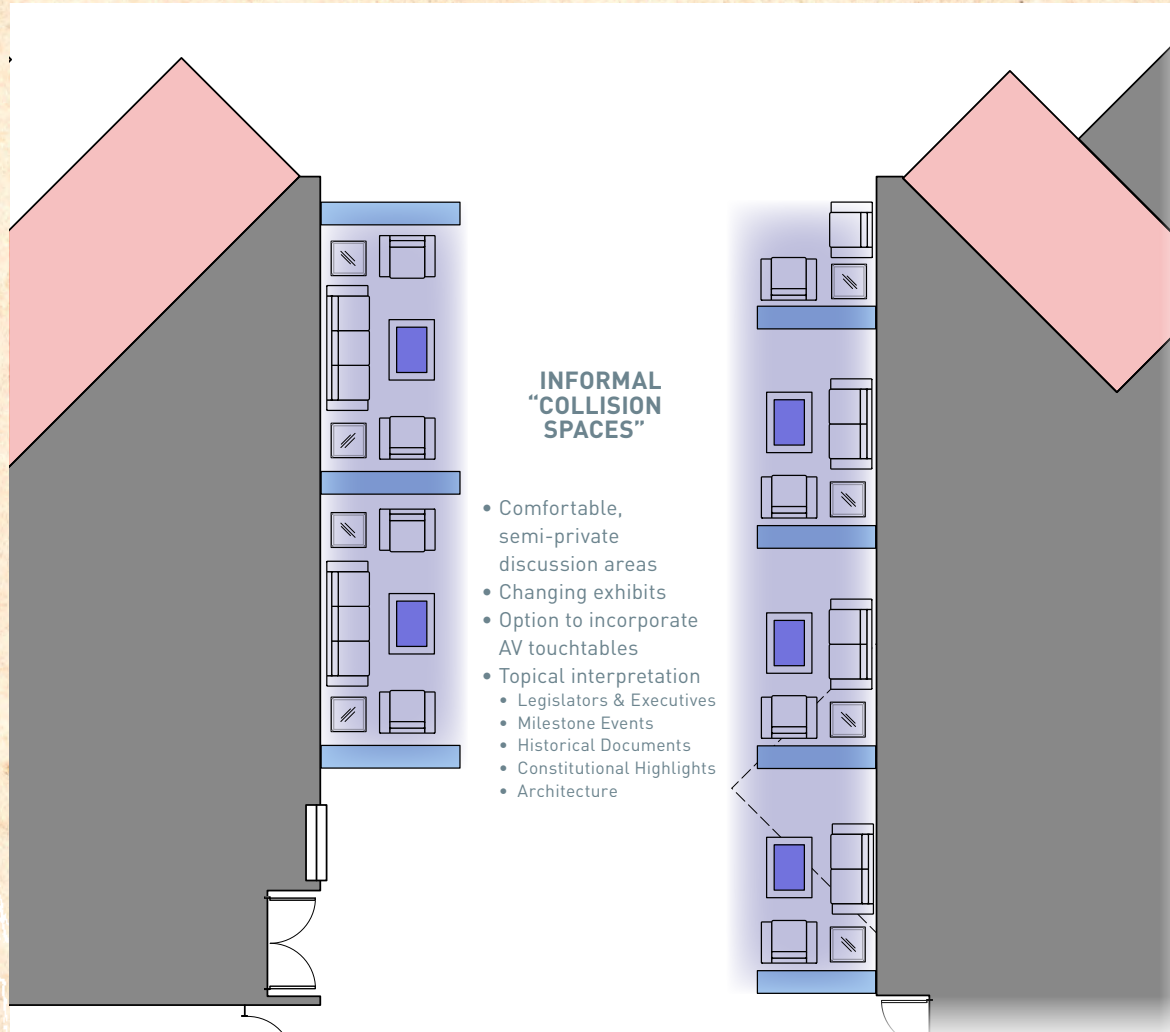 INFORMAL
“COLLISION
SPACES”
• Comfortable,
semi-private
discussion areas
• Changing exhibits
• Option to incorporate
AV touchtables
• Topical interpretation
• Legislators & Executives
• Milestone Events
• Historical Documents
• Constitutional Highlights
• Architecture